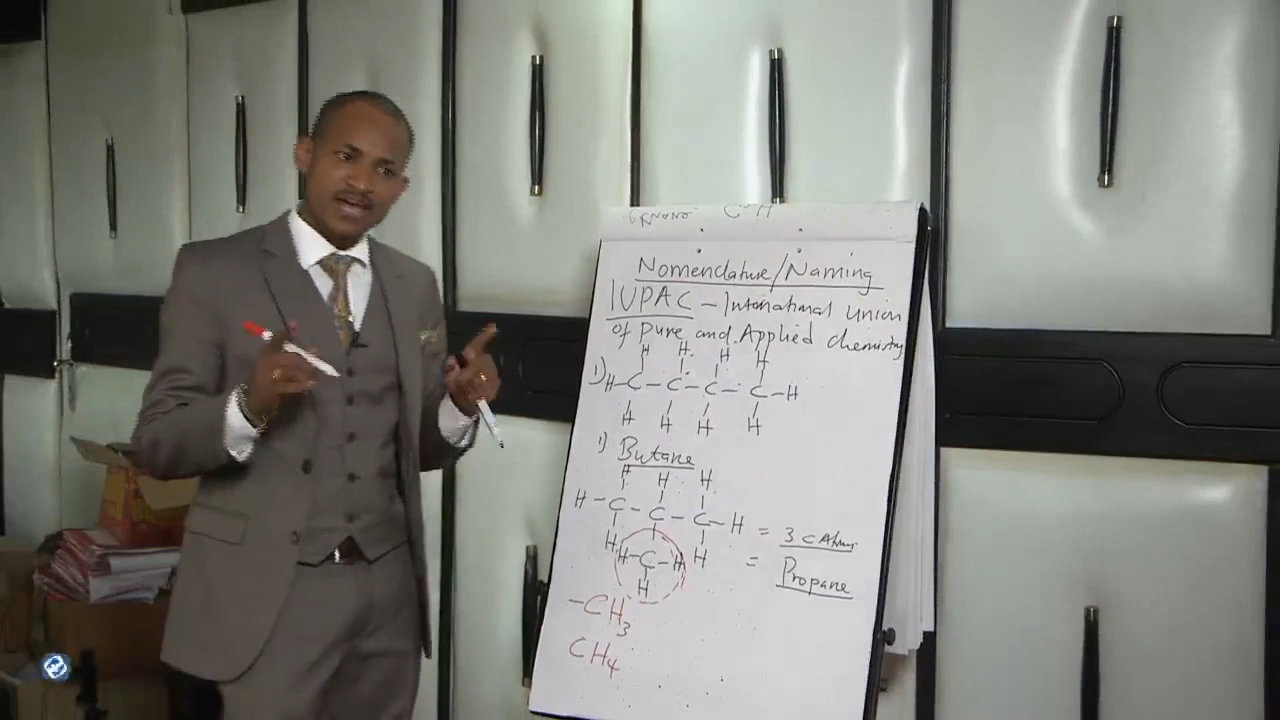 Nomenclature/Naming
IUPAC – International Union
of Pure and Applied chemistry
H H H H
1) H – C – C – C – C – H
H H H H
1) Butane
H H H
H – C – C – C – H = 3 C Atoms
H H
H – C – H = Propane
H
–CH₃
CH₄